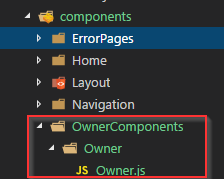 components
ErrorPages
Home
Layout
Navigation
OwnerComponents
Owner
JS Owner.js